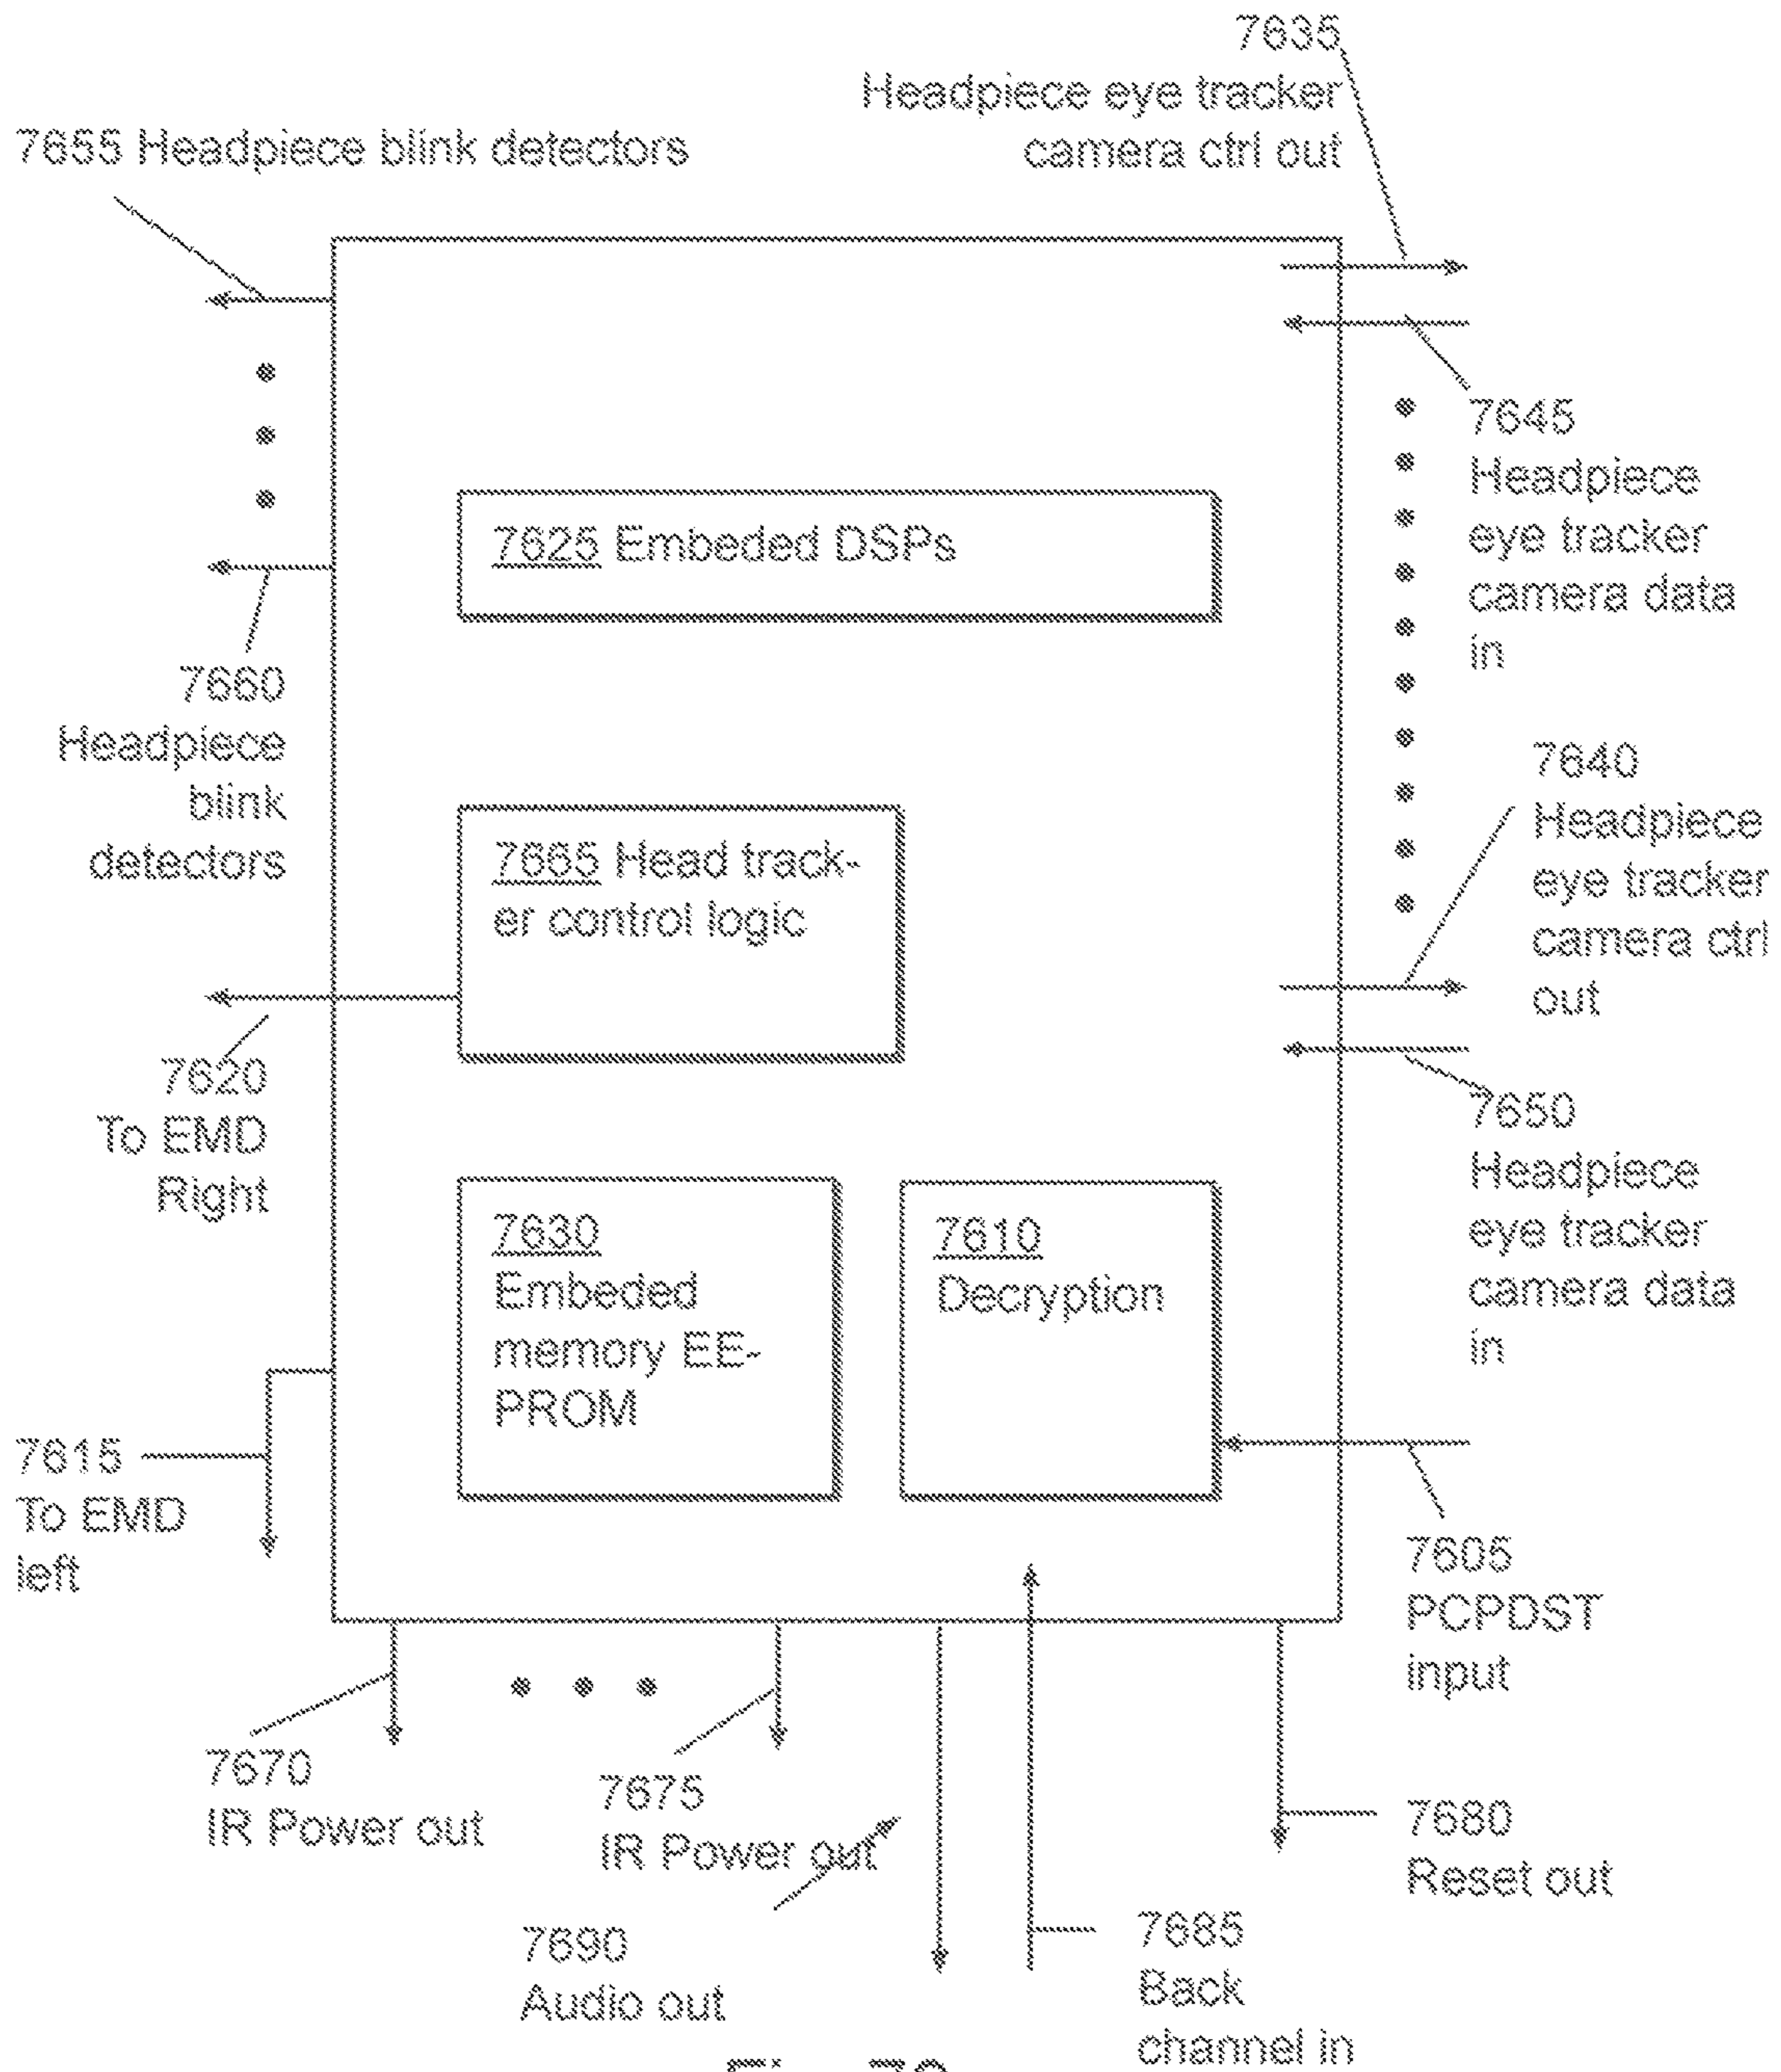 7635
Headpiece eye tracker
camera ctrl out
7655 Headpiece blink detectors
7645
Headpiece
eye tracker
camera data
in
7625 Embeded DSPs
7660
Headpiece
blink
detectors
7640
Headpiece
eye tracker
camera ctrl
out
7665 Head track-
er control logic
7620
To EMD
Right
7650
Headpiece
eye tracker
camera data
in
7630
Embeded
memory EE-
PROM
7610
Decryption
7615
To EMD
left
7605
PCPDST
input
7670
IR Power out
7675
IR Power out
7680
Reset out
7690
Audio out
7685
Back
channel in